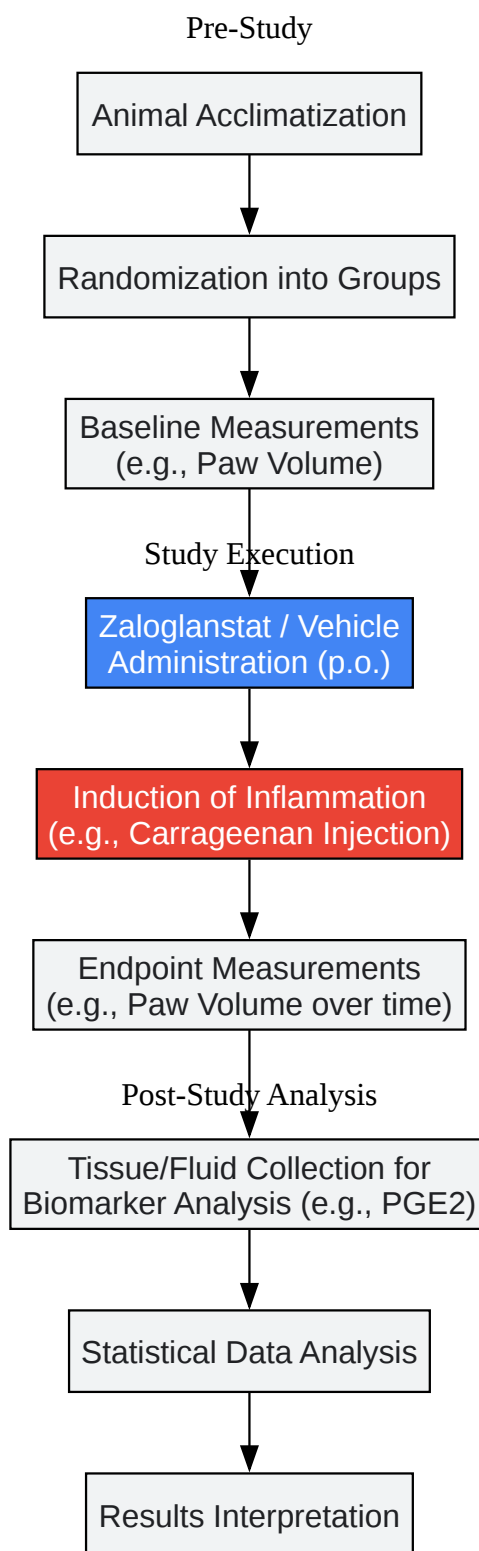 Pre-Study
Animal Acclimatization
Randomization into Groups
Baseline Measurements
(e.g., Paw Volume)
Study Execution
Zaloglanstat / Vehicle
Administration (p.o.)
Induction of Inflammation
(e.g., Carrageenan Injection)
Endpoint Measurements
(e.g., Paw Volume over time)
Post-Study Analysis
Tissue/Fluid Collection for
Biomarker Analysis (e.g., PGE2)
Statistical Data Analysis
Results Interpretation